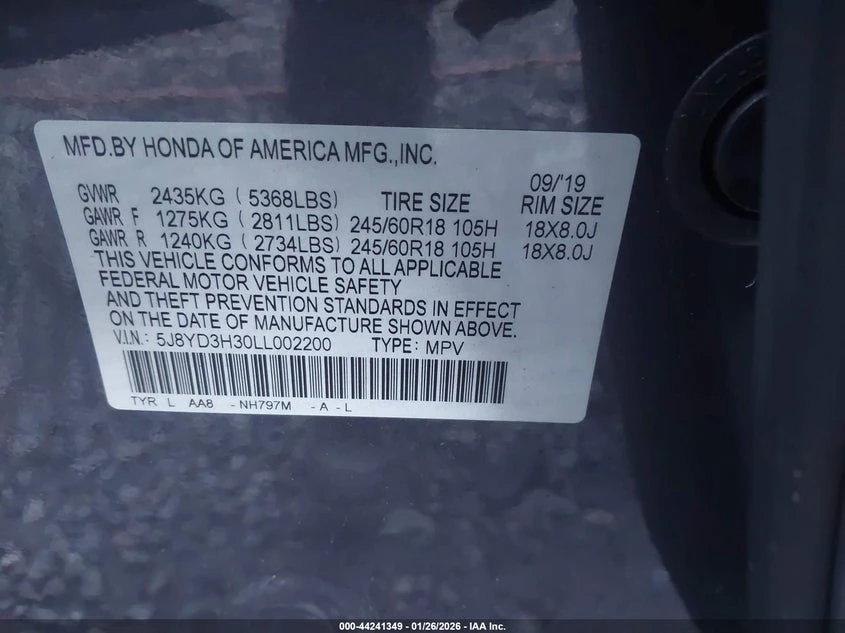 MFD.BY HONDA OF AMERICA MFG.,INC.
09/'19
GVWR 2435KG ( 5368LBS) TIRE SIZE RIM SIZE
GAWR F 1275KG ( 2811LBS) 245/60R18 105H 18X8.0J
GAWR R 1240KG ( 2734LBS) 245/60R18 105H 18X8.0J
THIS VEHICLE CONFORMS TO ALL APPLICABLE
FEDERAL MOTOR VEHICLE SAFETY
AND THEFT PREVENTION STANDARDS IN EFFECT
ON THE DATE OF MANUFACTURE SHOWN ABOVE.
V.I.N.: 5J8YD3H30LL002200 TYPE: MPV
TYR L AA8 -NH797M -A-L
000-44241349 | 01/26/2026 - IAA Inc.